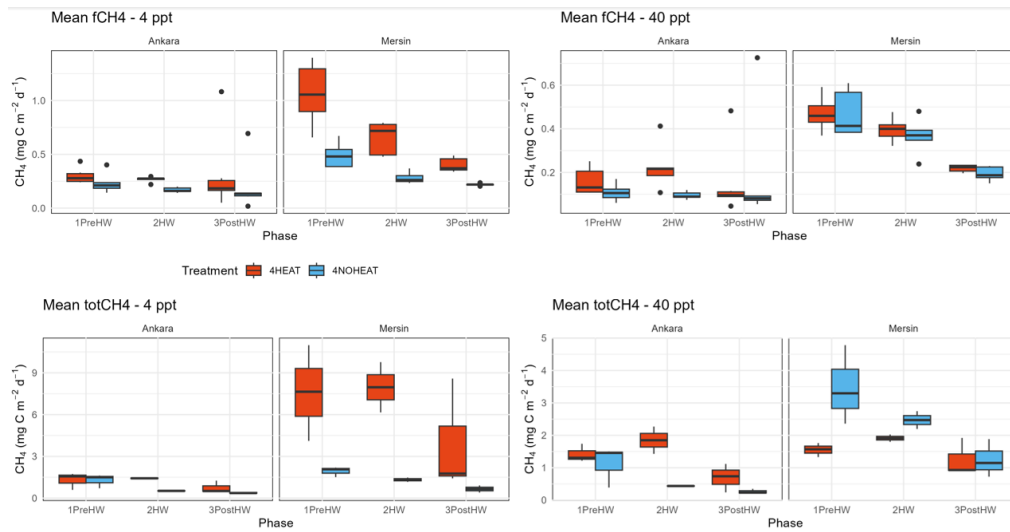 Mean fCH4 - 4 ppt
Ankara
Mersin
CH₄ (mg C m⁻² d⁻¹)
1.0
0.5
0.0
1PreHW
2HW
3PostHW
1PreHW
2HW
3PostHW
Phase
Mean fCH4 - 40 ppt
Ankara
Mersin
CH₄ (mg C m⁻² d⁻¹)
0.6
0.4
0.2
1PreHW
2HW
3PostHW
1PreHW
2HW
3PostHW
Phase
Treatment 4HEAT 4NOHEAT
Mean totCH4 - 4 ppt
Ankara
Mersin
CH₄ (mg C m⁻² d⁻¹)
9
6
3
0
1PreHW
2HW
3PostHW
1PreHW
2HW
3PostHW
Phase
Mean totCH4 - 40 ppt
Ankara
Mersin
CH₄ (mg C m⁻² d⁻¹)
5
4
3
2
1
0
1PreHW
2HW
3PostHW
1PreHW
2HW
3PostHW
Phase